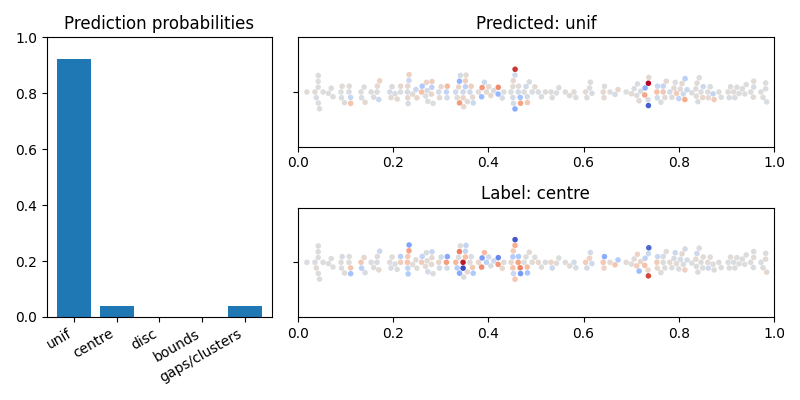 Prediction probabilities
1.0
0.8
0.6
0.4
0.2
0.0
unif
centre
disc
bounds
gaps/clusters
Predicted: unif
0.0 0.2 0.4 0.6 0.8 1.0
Label: centre
0.0 0.2 0.4 0.6 0.8 1.0